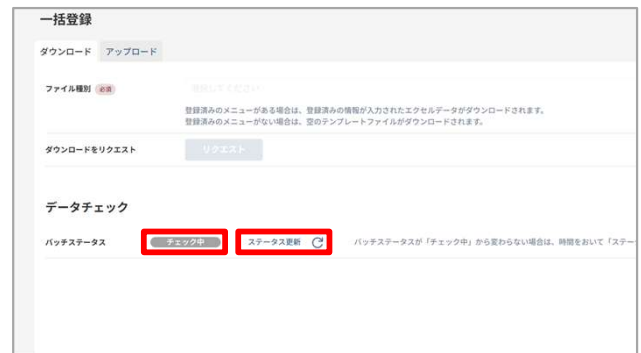 一括登録
ダウンロード アップロード
ファイル種別 必須 選択してください
登録済みのメニューがある場合は、登録済みの情報が入力されたエクセルデータがダウンロードされます。
登録済みのメニューがない場合は、空のテンプレートファイルがダウンロードされます。
ダウンロードをリクエスト リクエスト
データチェック
バッチステータス チェック中 ステータス更新 バッチステータスが「チェック中」から変わらない場合は、時間をおいて「ステー